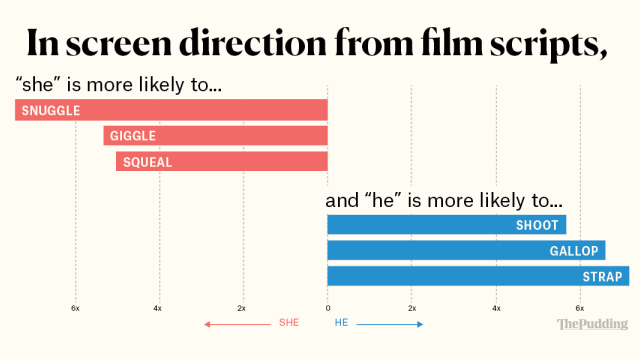 In screen direction from film scripts,
“she” is more likely to...
SNUGGLE
GIGGLE
SQUEAL
and “he” is more likely to...
SHOOT
GALLOP
STRAP
6x 4x 2x 0 2x 4x 6x
SHE HE
ThePudding